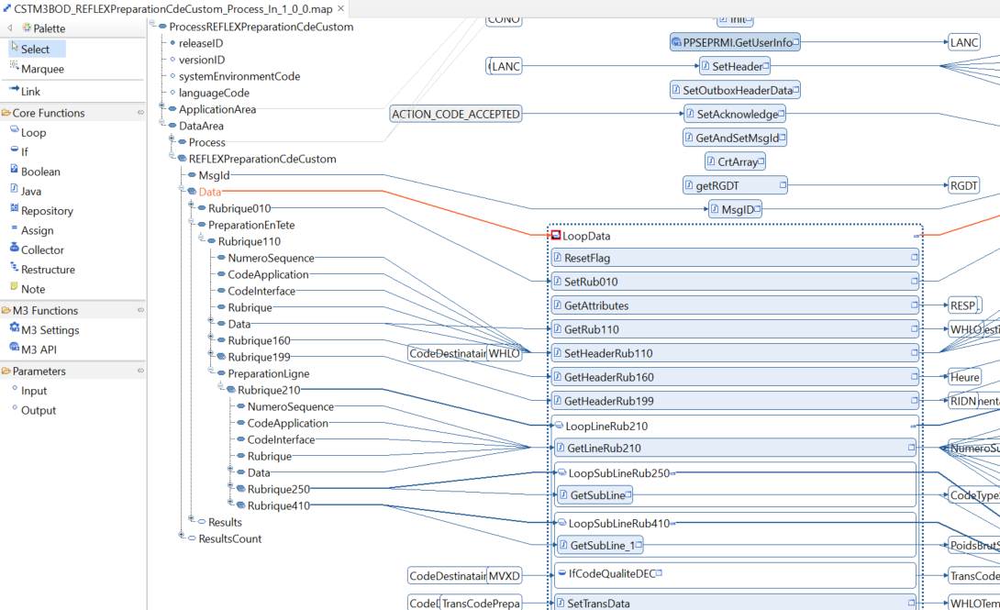 CSTM3BOD_REFLEXPreparationCdeCustom_Process_In_1_0_0.map
Palette
Select
Marquee
Link
Core Functions
Loop
If
Boolean
Java
Repository
Assign
Collector
Restructure
Note
M3 Functions
M3 Settings
M3 API
Parameters
Input
Output
ProcessREFLEXPreparationCdeCustom
releaseID
versionID
systemEnvironmentCode
languageCode
ApplicationArea
DataArea
Process
REFLEXPreparationCdeCustom
MsgId
Data
Rubrique010
PreparationEnTete
Rubrique110
NumeroSequence
CodeApplication
CodeInterface
Rubrique
Data
Rubrique160
Rubrique199
PreparationLigne
Rubrique210
NumeroSequence
CodeApplication
CodeInterface
Rubrique
Data
Rubrique250
Rubrique410
Results
ResultsCount
CONO
LANC
ACTION_CODE_ACCEPTED
CodeDestinatair WHLO
CodeDestinatair MVXD
CodeD TransCodePrepa
Init
PPSEPRMI.GetUserInfo
SetHeader
SetOutboxHeaderData
SetAcknowledge
GetAndSetMsgId
CrtArray
getRGDT
MsgID
LoopData
ResetFlag
SetRub010
GetAttributes
GetRub110
SetHeaderRub110
GetHeaderRub160
GetHeaderRub199
LoopLineRub210
GetLineRub210
LoopSubLineRub250
GetSubLine
LoopSubLineRub410
GetSubLine_1
IfCodeQualiteDEC
SetTransData
LANC
RGDT
RESP
WHLO
Heure
RIDN
NumeroSu
CodeTypeS
PoidsBrutS
TransCode
WHLOTem